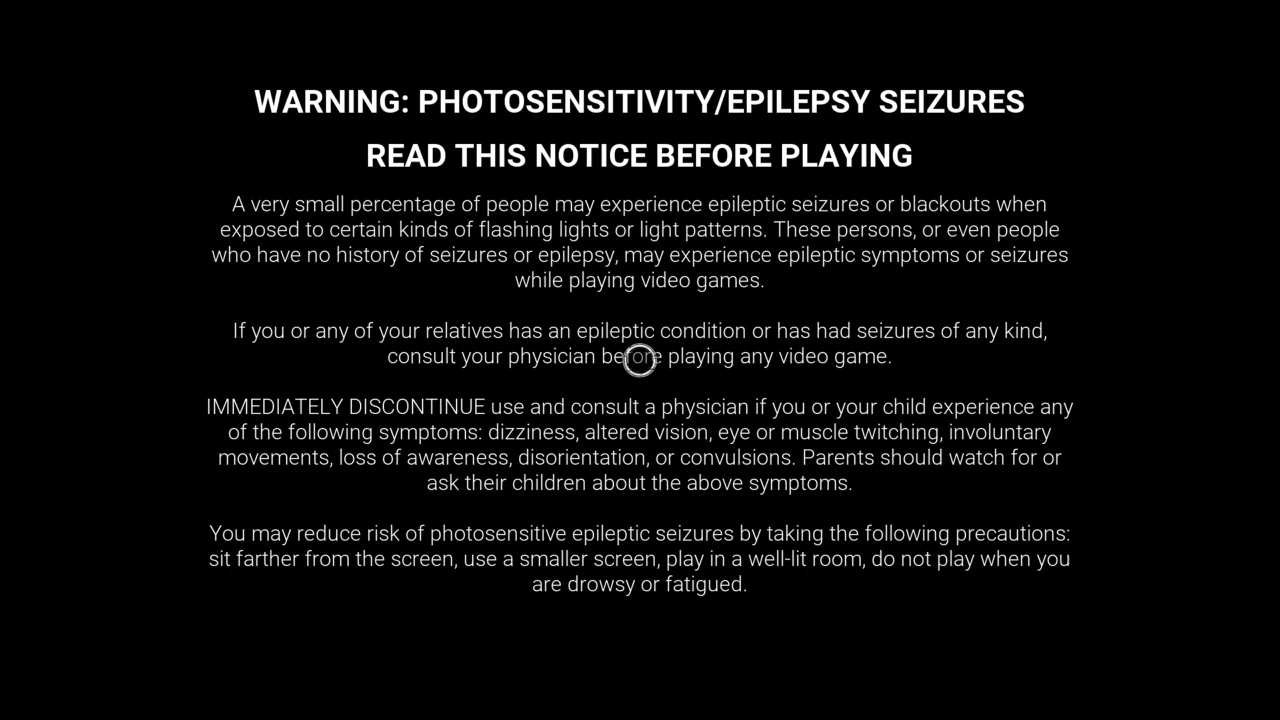 WARNING: PHOTOSENSITIVITY/EPILEPSY SEIZURES
READ THIS NOTICE BEFORE PLAYING
A very small percentage of people may experience epileptic seizures or blackouts when
exposed to certain kinds of flashing lights or light patterns. These persons, or even people
who have no history of seizures or epilepsy, may experience epileptic symptoms or seizures
while playing video games.
If you or any of your relatives has an epileptic condition or has had seizures of any kind,
consult your physician before playing any video game.
IMMEDIATELY DISCONTINUE use and consult a physician if you or your child experience any
of the following symptoms: dizziness, altered vision, eye or muscle twitching, involuntary
movements, loss of awareness, disorientation, or convulsions. Parents should watch for or
ask their children about the above symptoms.
You may reduce risk of photosensitive epileptic seizures by taking the following precautions:
sit farther from the screen, use a smaller screen, play in a well-lit room, do not play when you
are drowsy or fatigued.